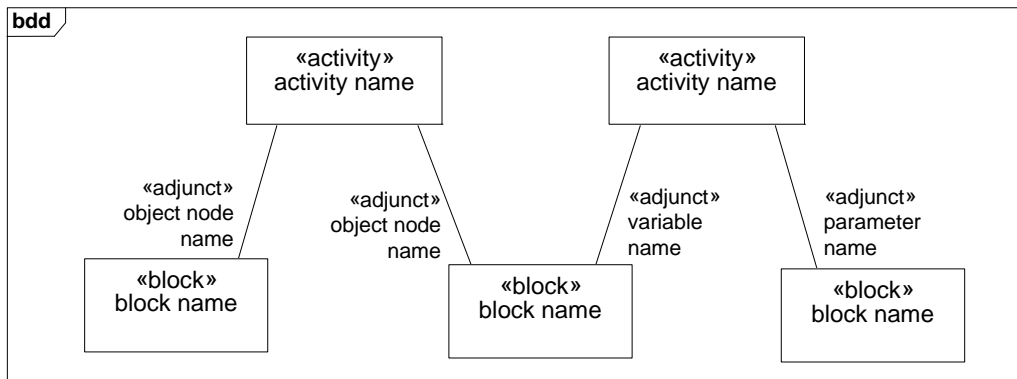 bdd
«activity»
activity name
«activity»
activity name
«adjunct»
object node
name
«adjunct»
object node
name
«adjunct»
variable
name
«adjunct»
parameter
name
«block»
block name
«block»
block name
«block»
block name